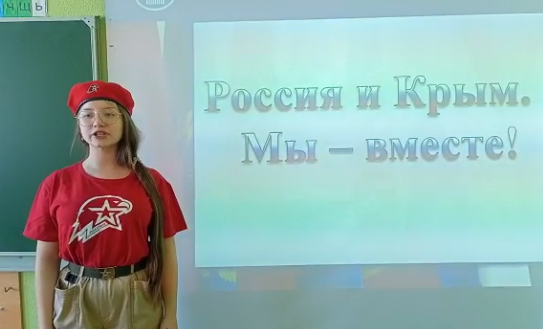 Россия и Крым.
Мы – вместе!